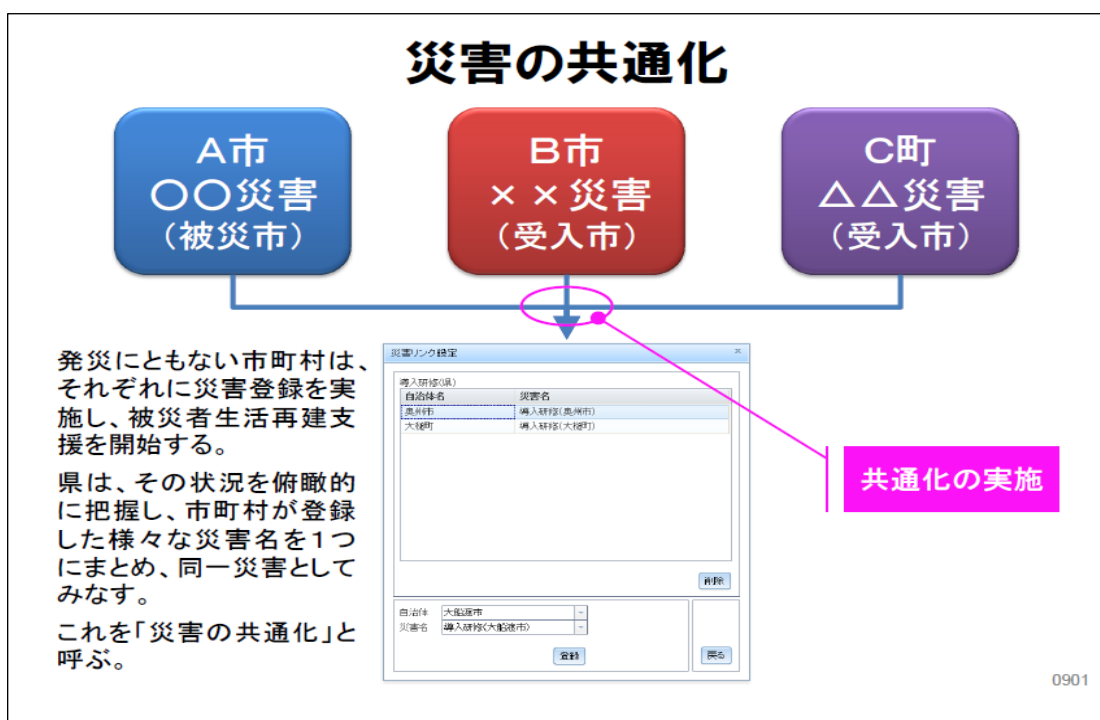 災害の共通化
A市
〇〇災害
（被災市）
B市
××災害
（受入市）
C町
△△災害
（受入市）
発災にともない市町村は、
それぞれに災害登録を実
施し、被災者生活再建支
援を開始する。
県は、その状況を俯瞰的
に把握し、市町村が登録
した様々な災害名を1つ
にまとめ、同一災害として
みなす。
これを「災害の共通化」と
呼ぶ。
災害リンク設定
×
導入研修(県)
自治体名 災害名
奥州市 導入研修(奥州市)
大槌町 導入研修(大槌町)
削除
自治体 大船渡市
災害名 導入研修(大船渡市)
登録
戻る
共通化の実施
0901